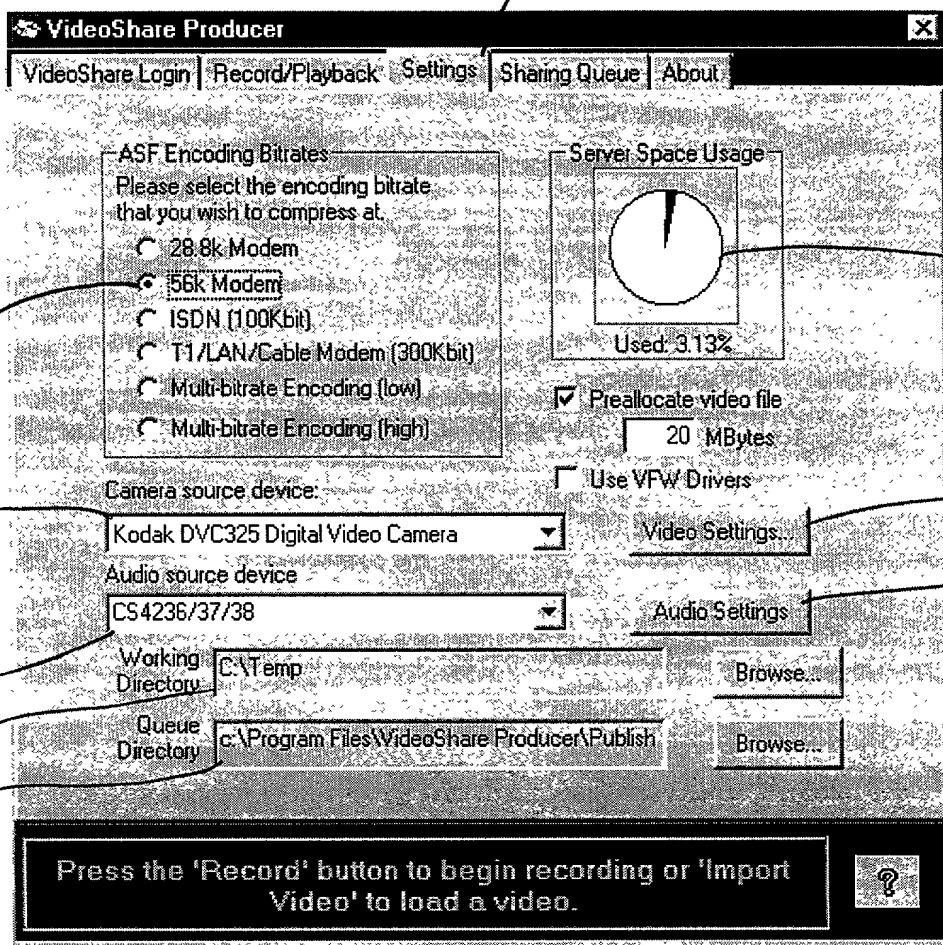 VideoShare Producer
VideoShare Login Record/Playback Settings Sharing Queue About
ASF Encoding Bitrates
Please select the encoding bitrate
that you wish to compress at.
28.8k Modem
56k Modem
ISDN (100Kbit)
T1/LAN/Cable Modem (300Kbit)
Multi-bitrate Encoding (low)
Multi-bitrate Encoding (high)
Server Space Usage
Used: 3.13%
Preallocate video file
20 MBytes
Use VFW Drivers
Camera source device:
Kodak DVC325 Digital Video Camera
Video Settings...
Audio source device
CS4236/37/38
Audio Settings
Working
Directory
C:\Temp
Browse...
Queue
Directory
c:\Program Files\VideoShare Producer\Publish
Browse...
Press the 'Record' button to begin recording or 'Import
Video' to load a video.
?